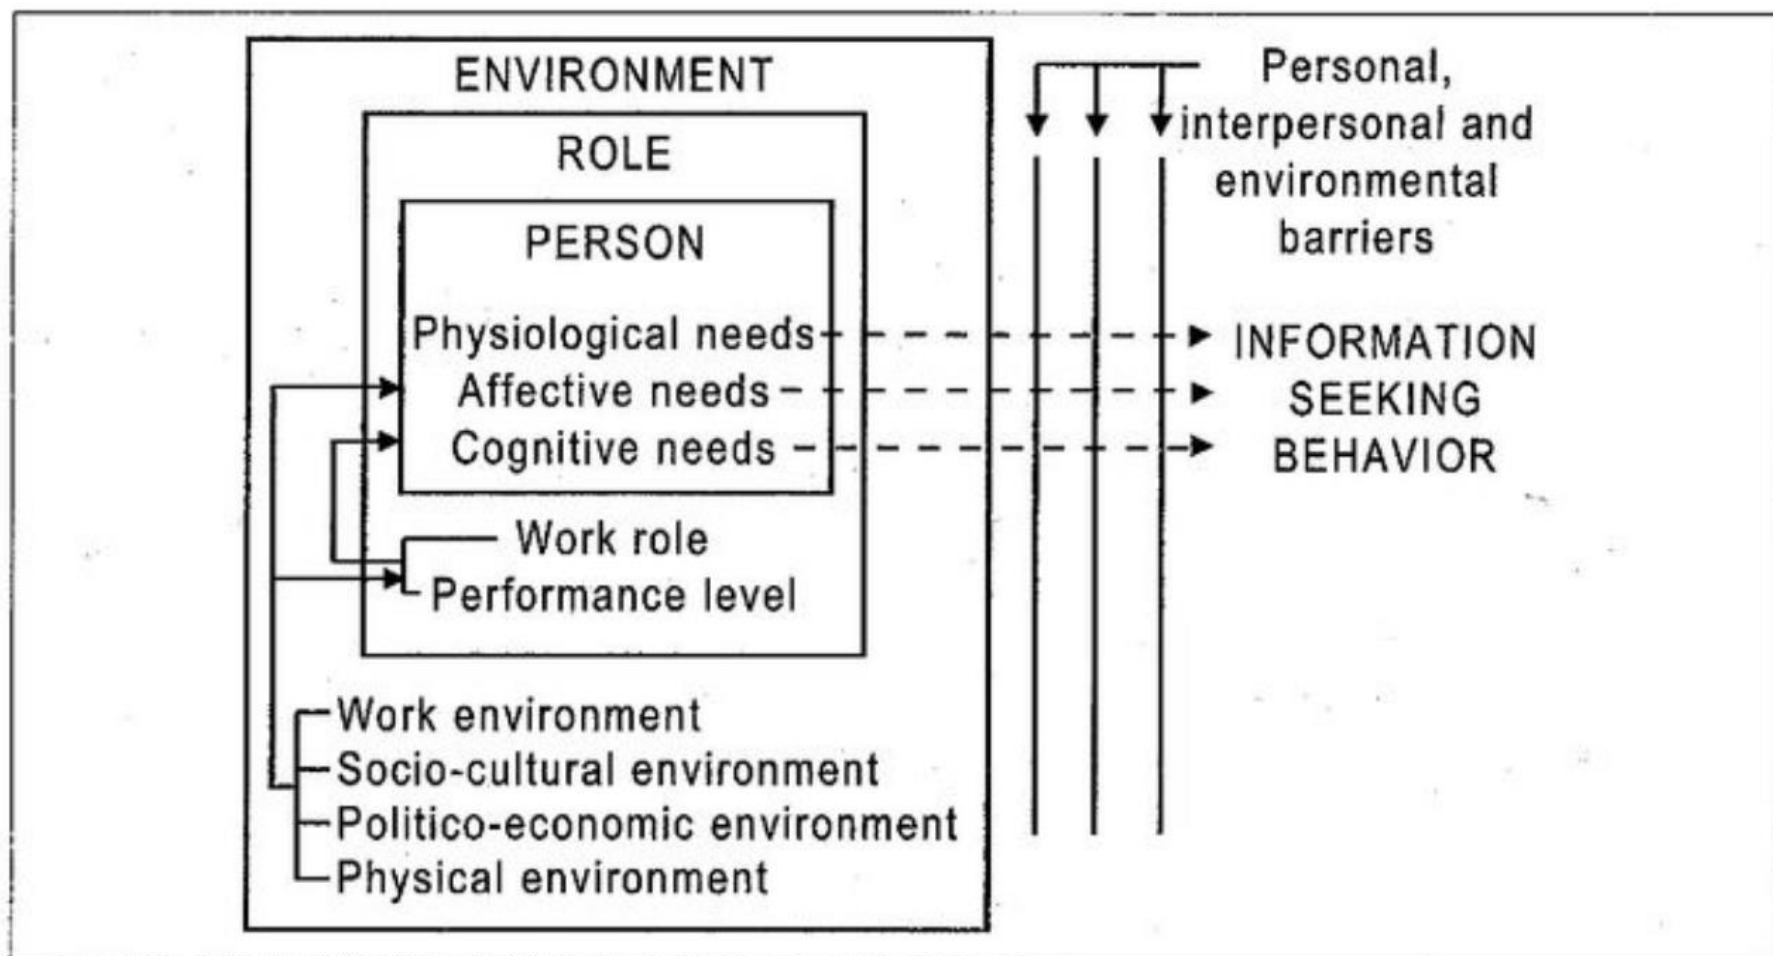 ENVIRONMENT
ROLE
PERSON
Physiological needs
Affective needs
Cognitive needs
Work role
Performance level
Work environment
Socio-cultural environment
Politico-economic environment
Physical environment
Personal,
interpersonal and
environmental
barriers
INFORMATION
SEEKING
BEHAVIOR